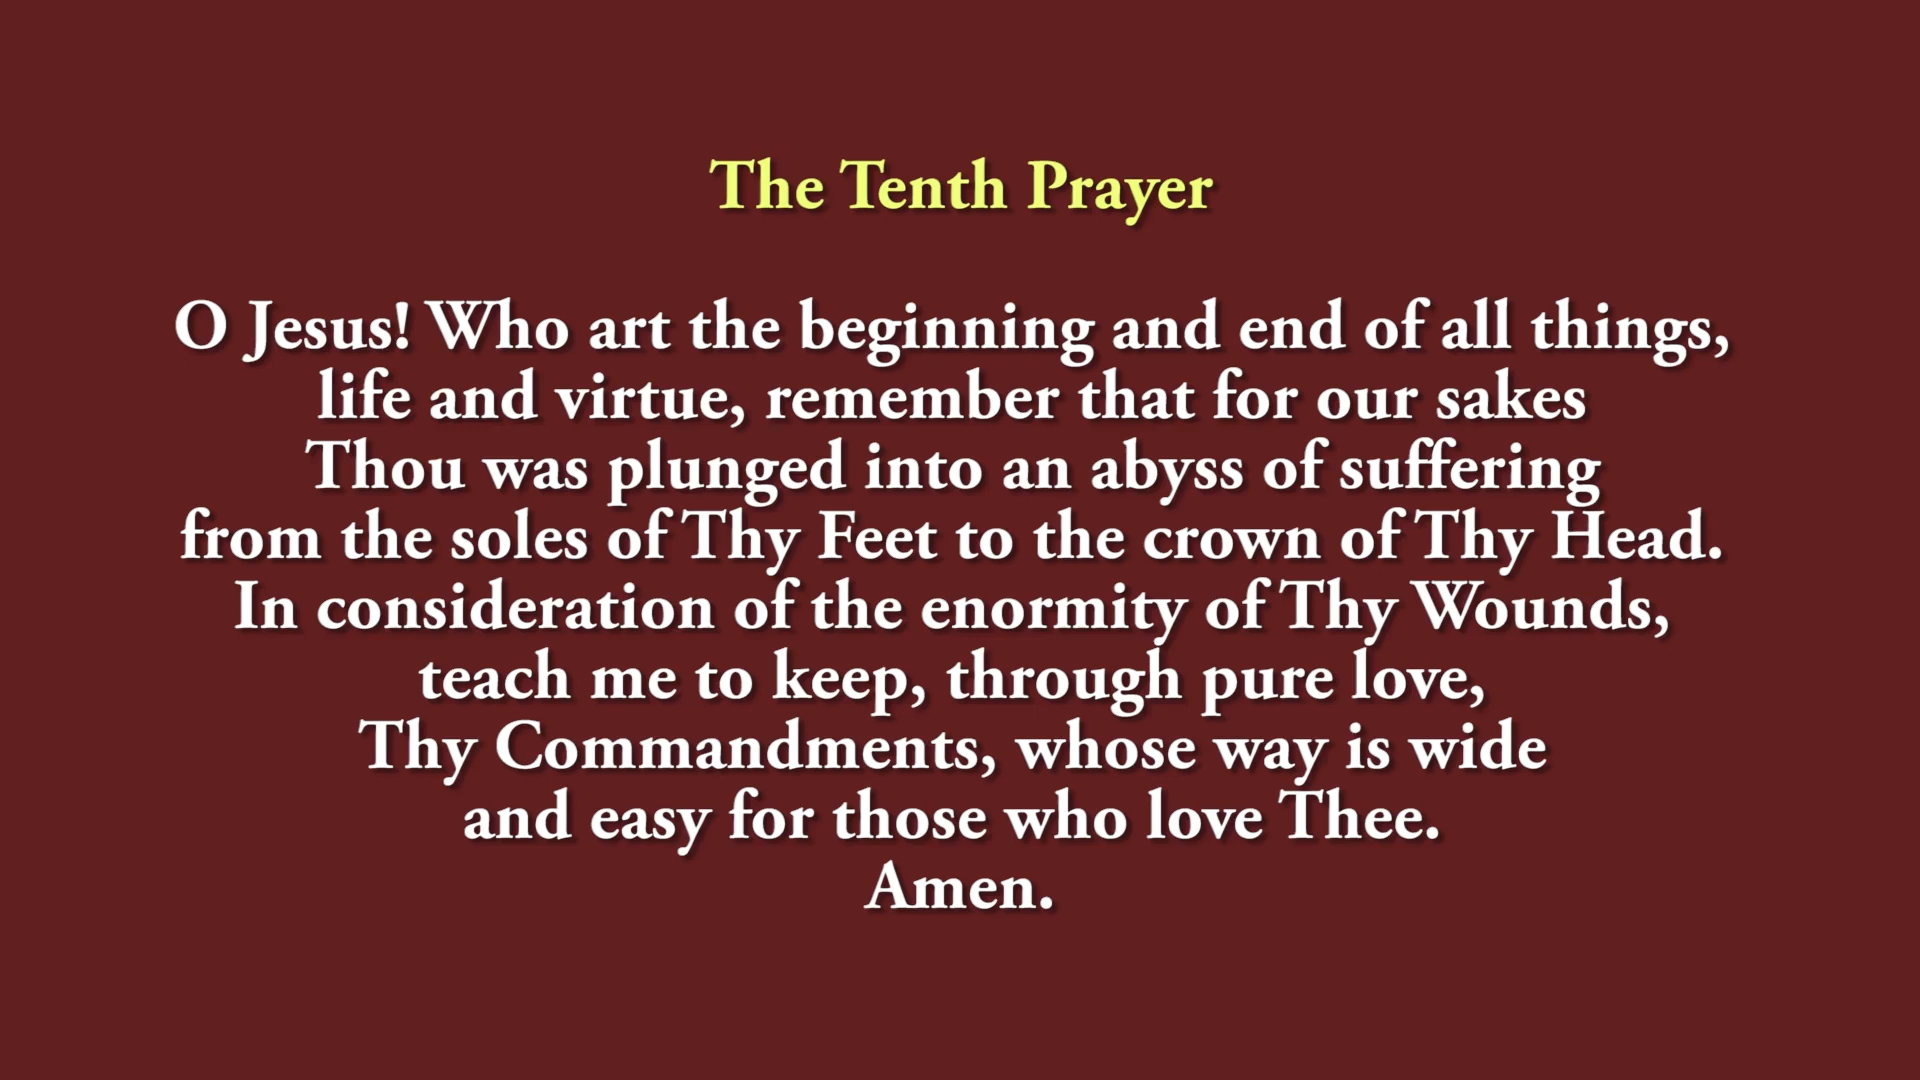 The Tenth Prayer
O Jesus! Who art the beginning and end of all things,
life and virtue, remember that for our sakes
Thou was plunged into an abyss of suffering
from the soles of Thy Feet to the crown of Thy Head.
In consideration of the enormity of Thy Wounds,
teach me to keep, through pure love,
Thy Commandments, whose way is wide
and easy for those who love Thee.
Amen.